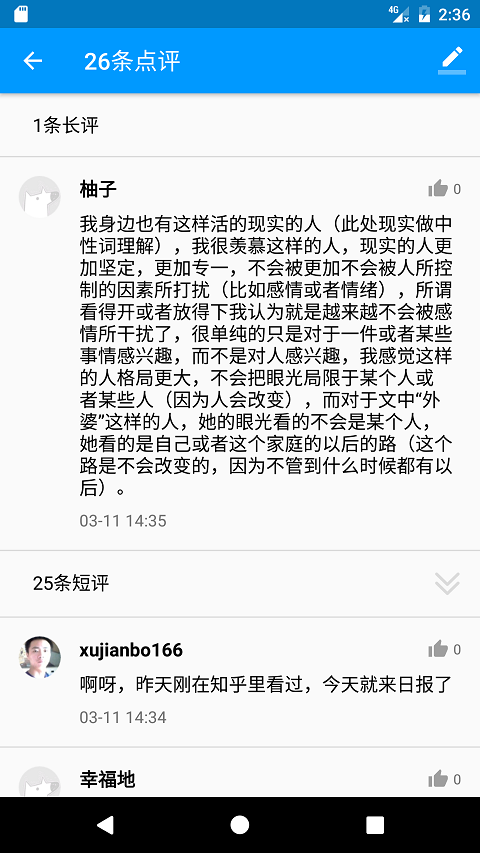 4G 2:36
26条点评
1条长评
柚子 0
我身边也有这样活的现实的人（此处现实做中
性词理解），我很羡慕这样的人，现实的人更
加坚定，更加专一，不会被更加不会被人所控
制的因素所打扰（比如感情或者情绪），所谓
看得开或者放得下我认为就是越来越不会被感
情所干扰了，很单纯的只是对于一件或者某些
事情感兴趣，而不是对人感兴趣，我感觉这样
的人格局更大，不会把眼光局限于某个人或
者某些人（因为人会改变），而对于文中“外
婆”这样的人，她的眼光看的不会是某个人，
她看的是自己或者这个家庭的以后的路（这个
路是不会改变的，因为不管到什么时候都有以
后）。
03-11 14:35
25条短评
xujianbo166 0
啊呀，昨天刚在知乎里看过，今天就来日报了
03-11 14:34
幸福地 0